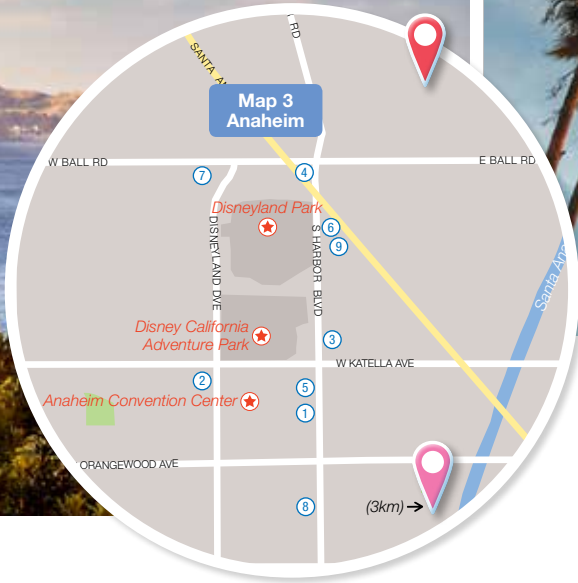 RD
SANTA A
Map 3
Anaheim
W BALL RD
E BALL RD
7
4
Disneyland Park
DISNEYLAND DVE
S HARBOR BLVD
6
9
Santa Ana
Disney California
Adventure Park
3
W KATELLA AVE
2
5
Anaheim Convention Center
1
ORANGEWOOD AVE
8
(3km)